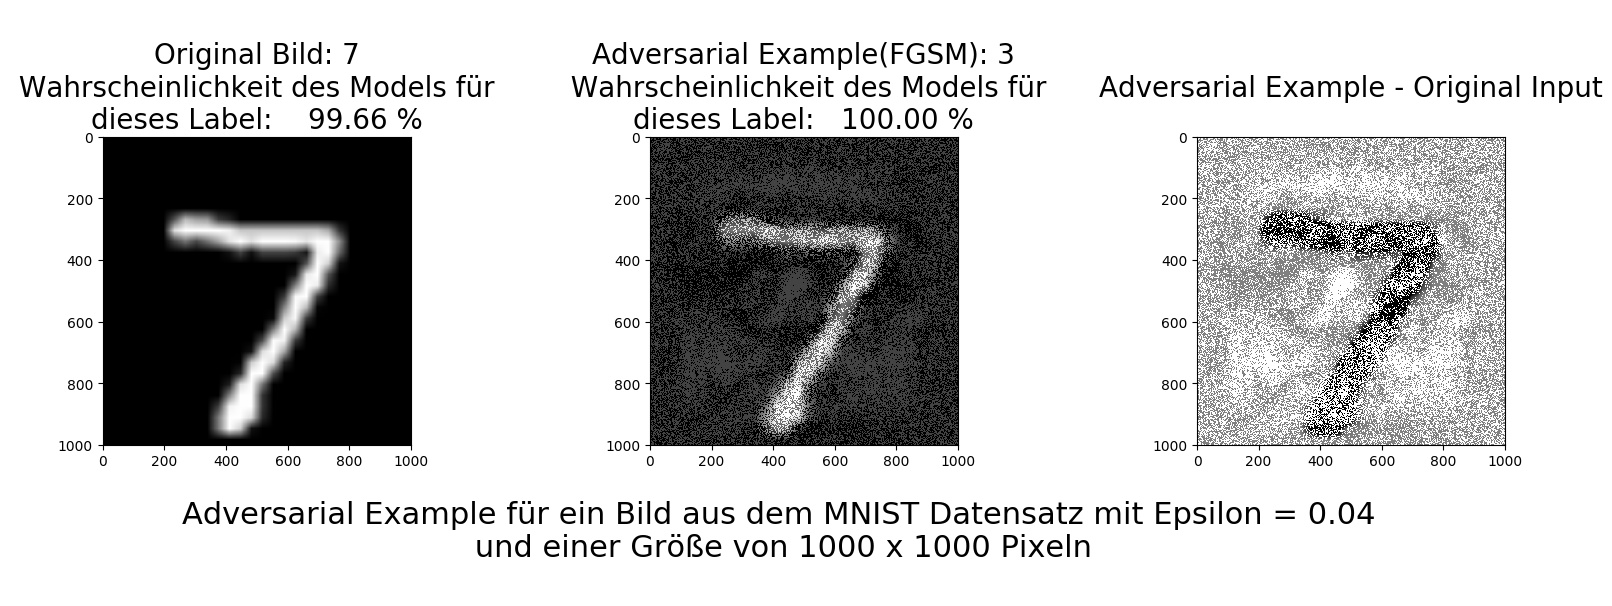 Original Bild: 7
Wahrscheinlichkeit des Models für
dieses Label: 99.66 %
Adversarial Example(FGSM): 3
Wahrscheinlichkeit des Models für
dieses Label: 100.00 %
Adversarial Example - Original Input
0
200
400
600
800
1000
0 200 400 600 800 1000
0
200
400
600
800
1000
0 200 400 600 800 1000
0
200
400
600
800
1000
0 200 400 600 800 1000
7
7
7
Adversarial Example für ein Bild aus dem MNIST Datensatz mit Epsilon = 0.04
und einer Größe von 1000 x 1000 Pixeln